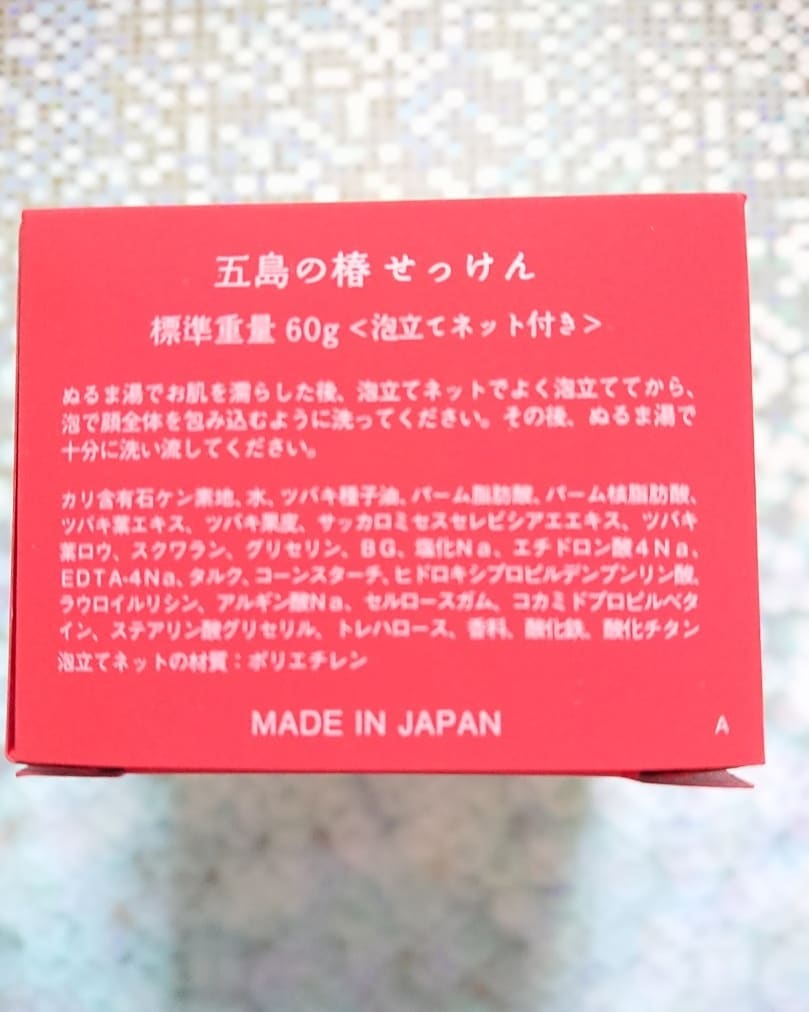 五島の椿 せっけん
標準重量 60g <泡立てネット付き>
ぬるま湯でお肌を濡らした後、泡立てネットでよく泡立ててから、
泡で顔全体を包み込むように洗ってください。その後、ぬるま湯で
十分に洗い流してください。
カリ含有石ケン素地、水、ツバキ種子油、パーム脂肪酸、パーム核脂肪酸、
ツバキ葉エキス、ツバキ果皮、サッカロミセスセレビシアエエキス、ツバキ
葉ロウ、スクワラン、グリセリン、BG、塩化Na、エチドロン酸4Na、
EDTA-4Na、タルク、コーンスターチ、ヒドロキシプロピルデンプンリン酸、
ラウロイルリシン、アルギン酸Na、セルロースガム、コカミドプロピルベタ
イン、ステアリン酸グリセリル、トレハロース、香料、酸化鉄、酸化チタン
泡立てネットの材質：ポリエチレン
MADE IN JAPAN
A